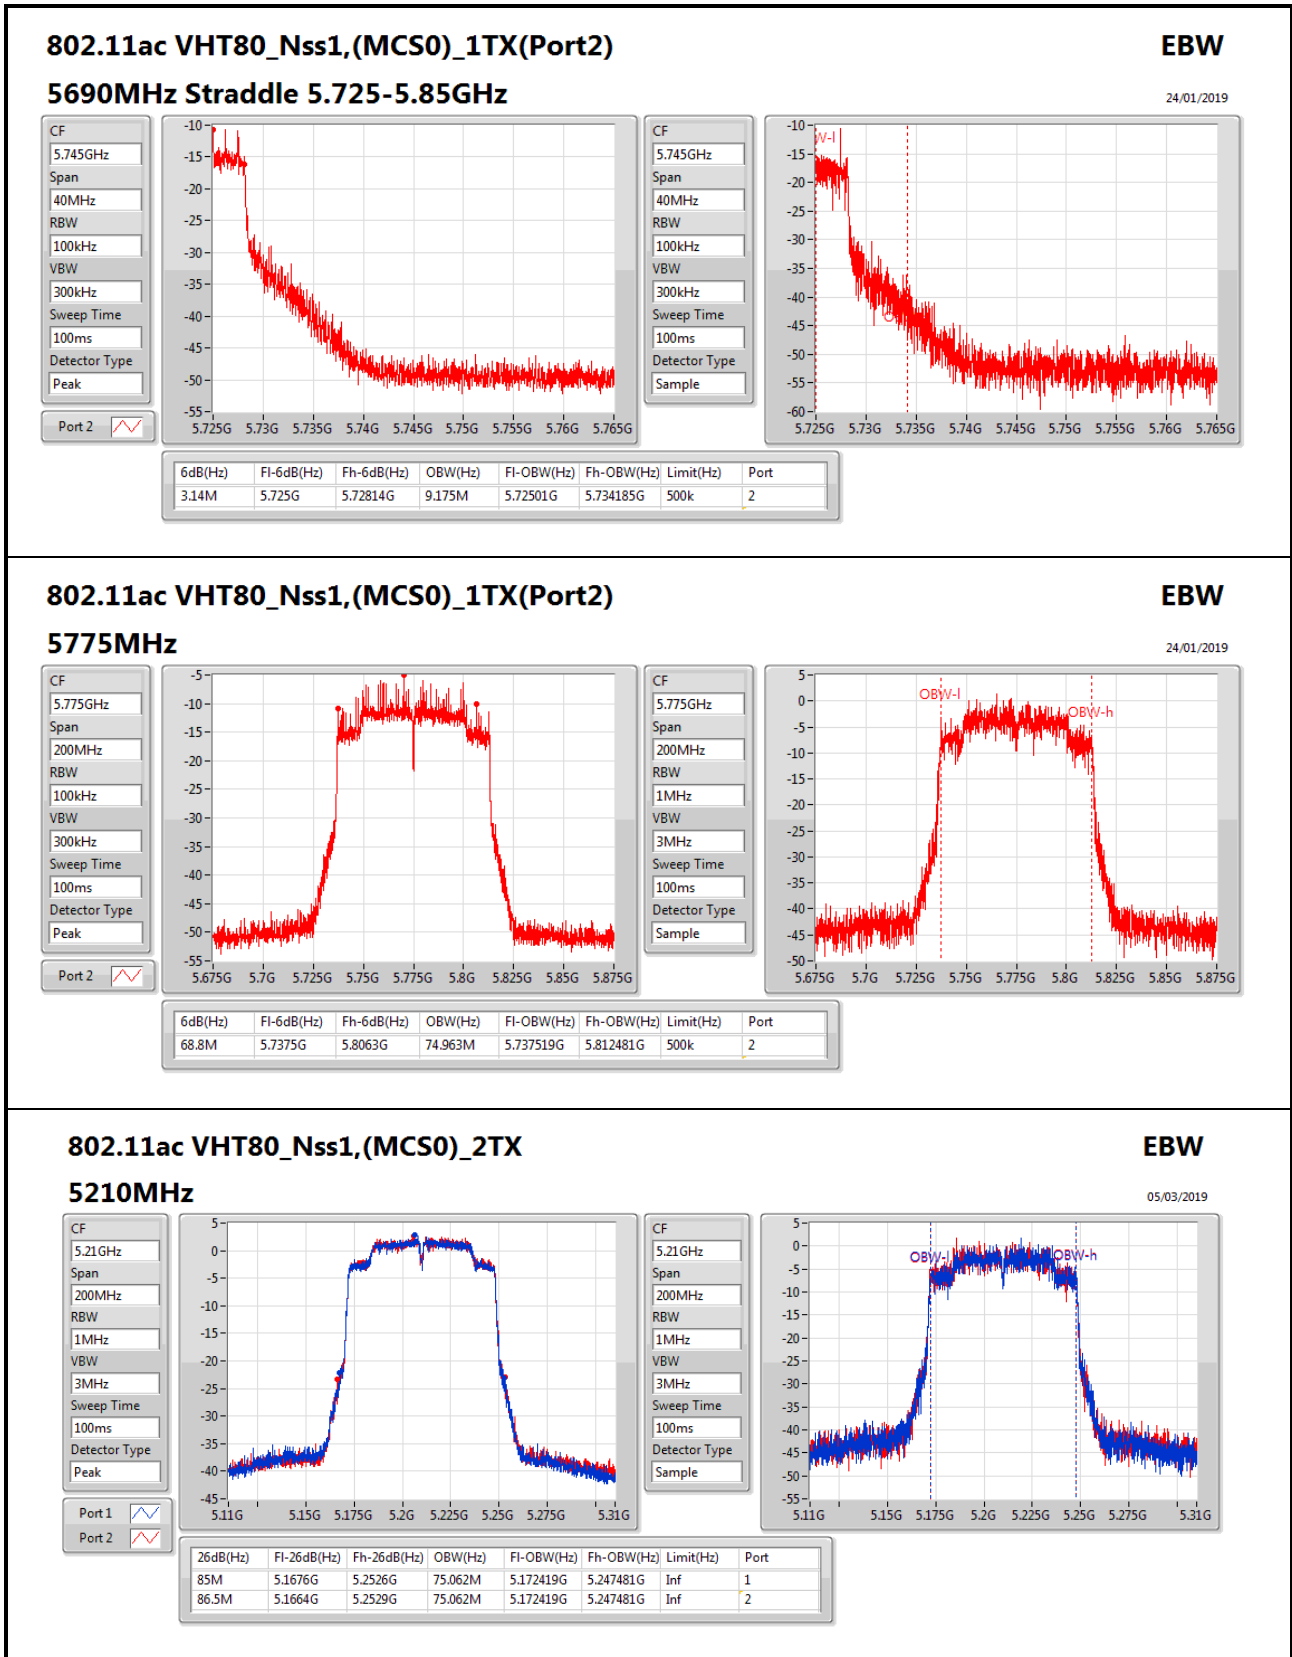 802.11ac VHT80_Nss1,(MCS0)_1TX(Port2) EBW
5690MHz Straddle 5.725-5.85GHz 24/01/2019
CF
5.745GHz
Span
40MHz
RBW
100kHz
VBW
300kHz
Sweep Time
100ms
Detector Type
Peak
Port 2
-10
-15
-20
-25
-30
-35
-40
-45
-50
-55
5.725G 5.73G 5.735G 5.74G 5.745G 5.75G 5.755G 5.76G 5.765G
CF
5.745GHz
Span
40MHz
RBW
100kHz
VBW
300kHz
Sweep Time
100ms
Detector Type
Sample
-10
-15
-20
-25
-30
-35
-40
-45
-50
-55
-60
W-l
5.725G 5.73G 5.735G 5.74G 5.745G 5.75G 5.755G 5.76G 5.765G
6dB(Hz) Fl-6dB(Hz) Fh-6dB(Hz) OBW(Hz) Fl-OBW(Hz) Fh-OBW(Hz) Limit(Hz) Port
3.14M 5.725G 5.72814G 9.175M 5.72501G 5.734185G 500k 2
802.11ac VHT80_Nss1,(MCS0)_1TX(Port2) EBW
5775MHz 24/01/2019
CF
5.775GHz
Span
200MHz
RBW
100kHz
VBW
300kHz
Sweep Time
100ms
Detector Type
Peak
Port 2
-5
-10
-15
-20
-25
-30
-35
-40
-45
-50
-55
5.675G 5.7G 5.725G 5.75G 5.775G 5.8G 5.825G 5.85G 5.875G
CF
5.775GHz
Span
200MHz
RBW
1MHz
VBW
3MHz
Sweep Time
100ms
Detector Type
Sample
5
0
-5
-10
-15
-20
-25
-30
-35
-40
-45
-50
OBW-l
OBW-h
5.675G 5.7G 5.725G 5.75G 5.775G 5.8G 5.825G 5.85G 5.875G
6dB(Hz) Fl-6dB(Hz) Fh-6dB(Hz) OBW(Hz) Fl-OBW(Hz) Fh-OBW(Hz) Limit(Hz) Port
68.8M 5.7375G 5.8063G 74.963M 5.737519G 5.812481G 500k 2
802.11ac VHT80_Nss1,(MCS0)_2TX EBW
5210MHz 05/03/2019
CF
5.21GHz
Span
200MHz
RBW
1MHz
VBW
3MHz
Sweep Time
100ms
Detector Type
Peak
Port 1
Port 2
5
0
-5
-10
-15
-20
-25
-30
-35
-40
-45
5.11G 5.15G 5.175G 5.2G 5.225G 5.25G 5.275G 5.31G
CF
5.21GHz
Span
200MHz
RBW
1MHz
VBW
3MHz
Sweep Time
100ms
Detector Type
Sample
5
0
-5
-10
-15
-20
-25
-30
-35
-40
-45
-50
-55
OBW-l
OBW-h
5.11G 5.15G 5.175G 5.2G 5.225G 5.25G 5.275G 5.31G
26dB(Hz) Fl-26dB(Hz) Fh-26dB(Hz) OBW(Hz) Fl-OBW(Hz) Fh-OBW(Hz) Limit(Hz) Port
85M 5.1676G 5.2526G 75.062M 5.172419G 5.247481G Inf 1
86.5M 5.1664G 5.2529G 75.062M 5.172419G 5.247481G Inf 2